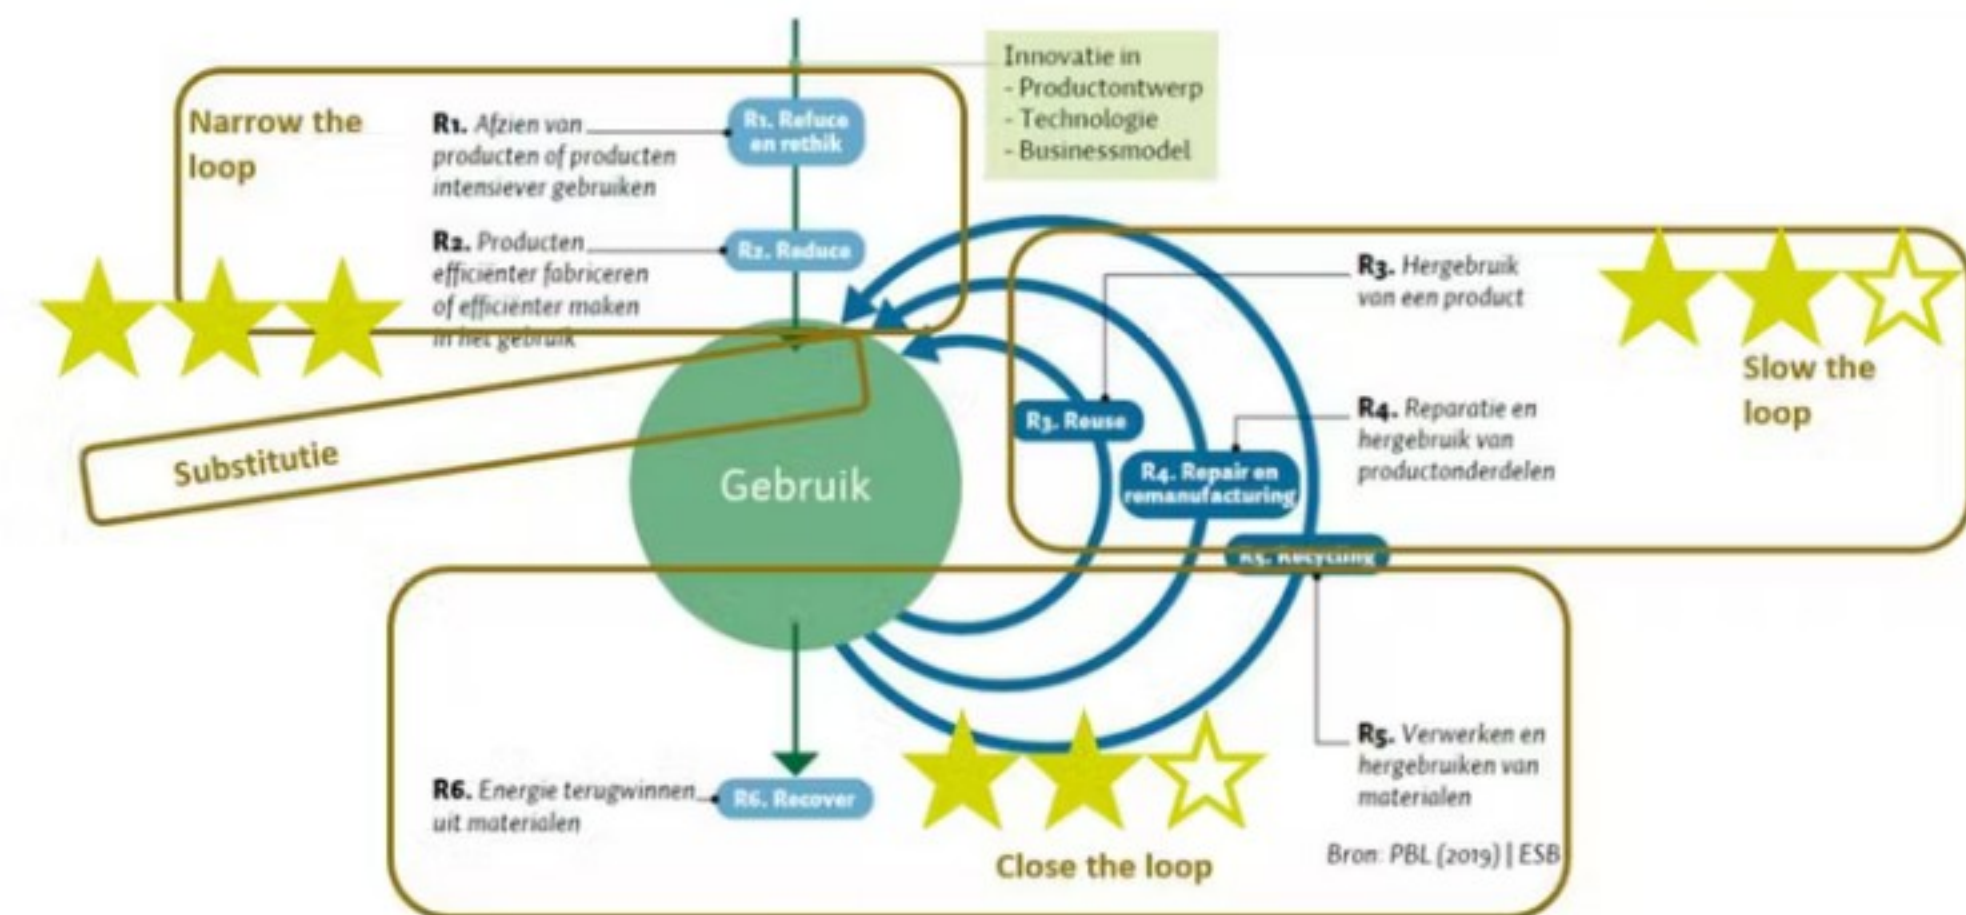 Innovatie in
- Productontwerp
- Technologie
- Businessmodel
Narrow the
loop
R1. Afzien van
producten of producten
intensiever gebruiken
R1. Refuce
en rethik
R2. Producten
efficiënter fabriceren
of efficienter maken
in het gebruik
R2. Reduce
Substitutie
Gebruik
R3. Hergebruik
van een product
R3. Reuse
Slow the
loop
R4. Reparatie en
hergebruik van
productonderdelen
R4. Repair en
remanufacturing
R5. Recycling
R5. Verwerken en
hergebruiken van
materialen
R6. Energie terugwinnen
uit materialen
R6. Recover
Close the loop
Bron: PBL (2019) | ESB